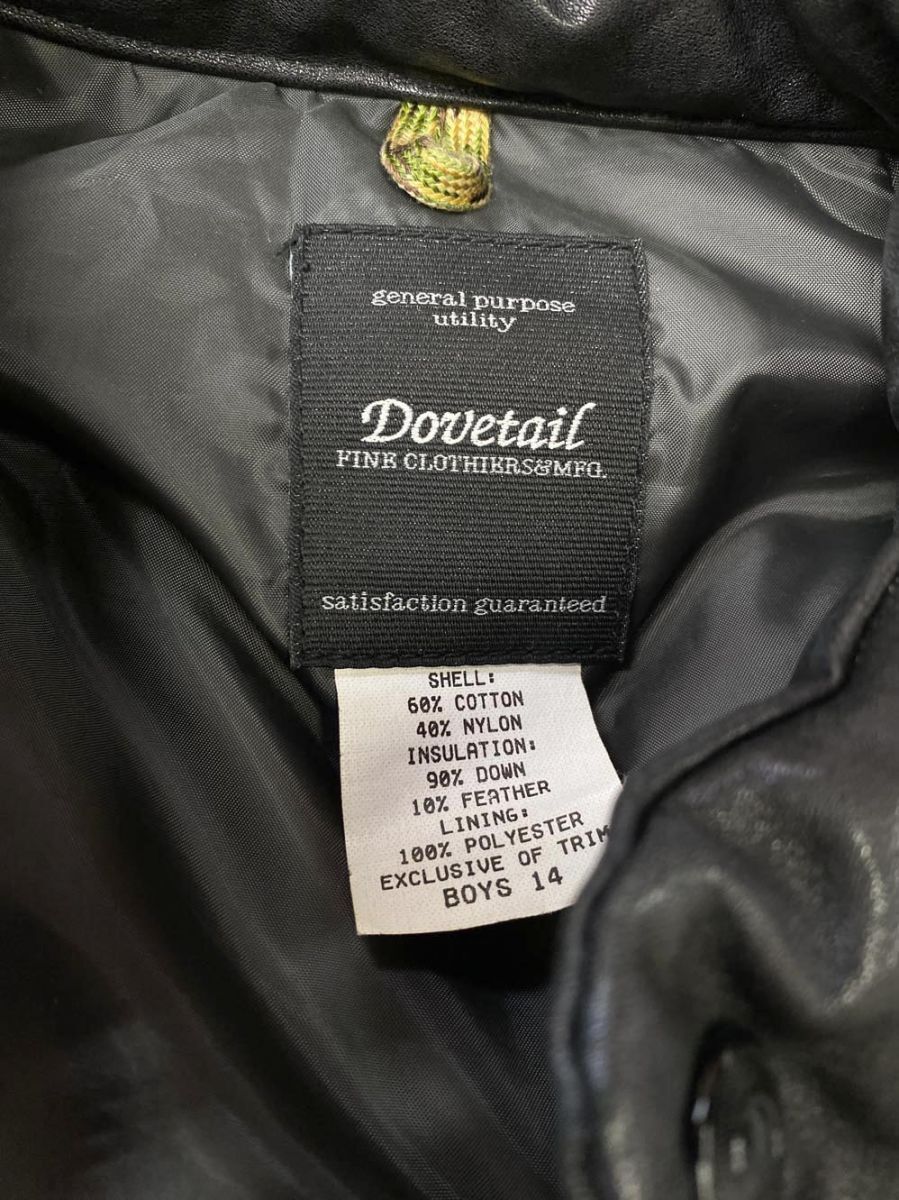 general purpose
utility
Dovetail
FINE CLOTHIERS&MFG.
satisfaction guaranteed
SHELL:
60% COTTON
40% NYLON
INSULATION:
90% DOWN
10% FEATHER
LINING:
100% POLYESTER
EXCLUSIVE OF TRIM
BOYS 14